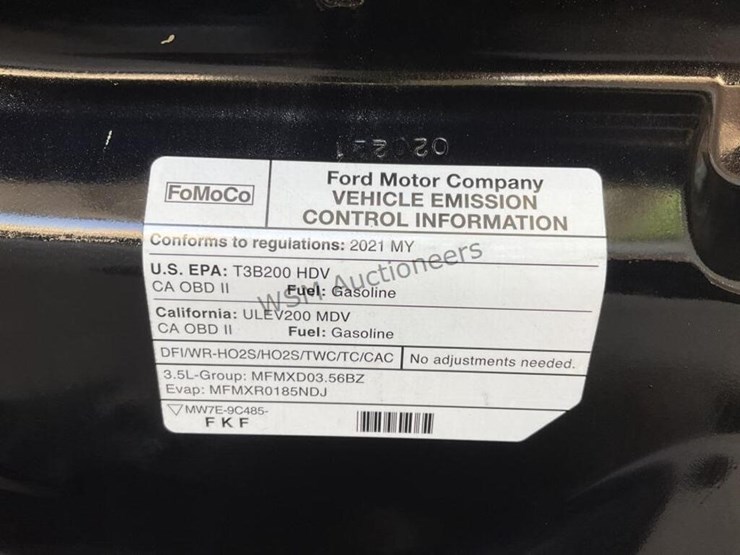 FoMoCo
Ford Motor Company
VEHICLE EMISSION
CONTROL INFORMATION
Conforms to regulations: 2021 MY
U.S. EPA: T3B200 HDV
CA OBD II Fuel: Gasoline
California: ULEV200 MDV
CA OBD II Fuel: Gasoline
DFI/WR-HO2S/HO2S/TWC/TC/CAC No adjustments needed.
3.5L-Group: MFMXD03.56BZ
Evap: MFMXR0185NDJ
MW7E-9C485-
FKF
WSM Auctioneers